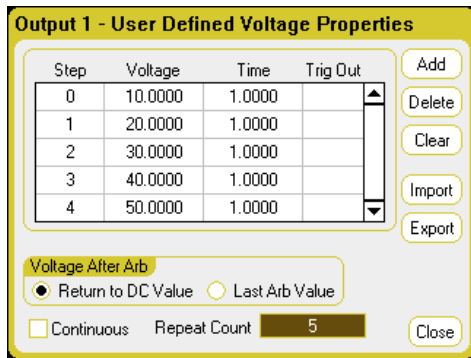 Output 1 - User Defined Voltage Properties
Step Voltage Time Trig Out
0 10.0000 1.0000
1 20.0000 1.0000
2 30.0000 1.0000
3 40.0000 1.0000
4 50.0000 1.0000
Add
Delete
Clear
Import
Export
Voltage After Arb
Return to DC Value Last Arb Value
Continuous Repeat Count 5
Close